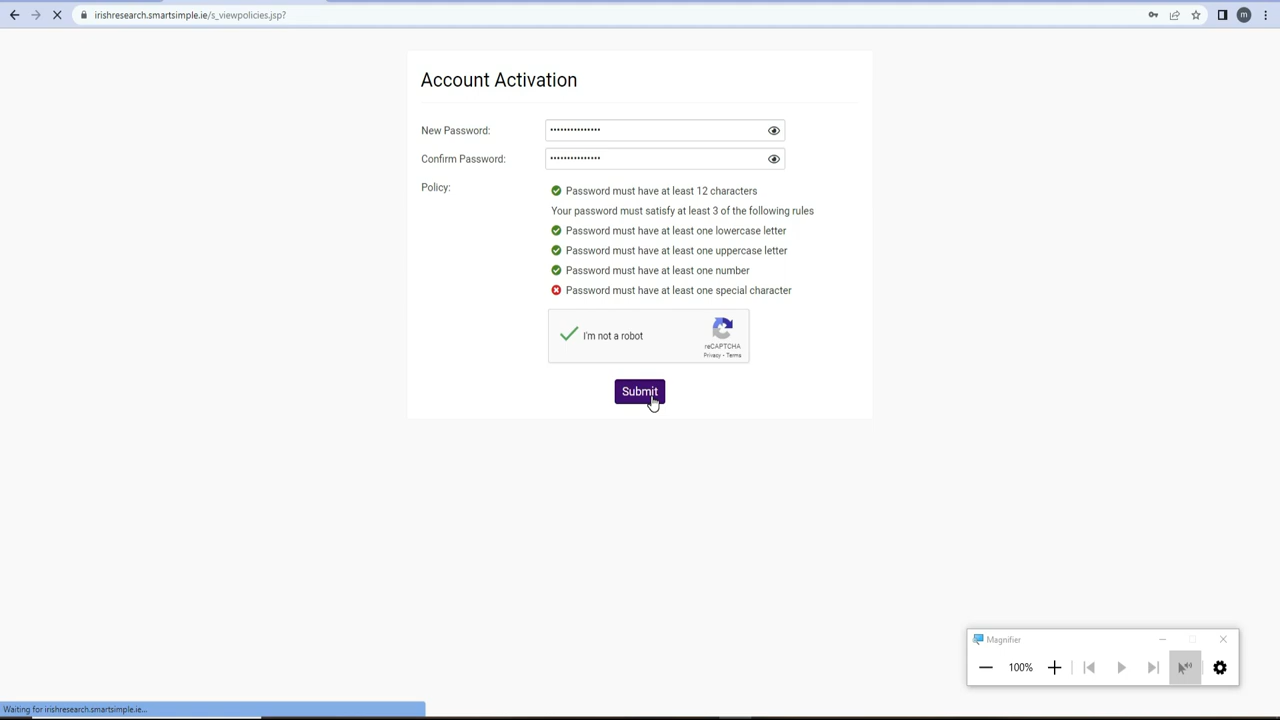 irishresearch.smartsimple.ie/s_viewpolicies.jsp?
m
Account Activation
New Password:
••••••••••••••
Confirm Password:
••••••••••••••
Policy:
Password must have at least 12 characters
Your password must satisfy at least 3 of the following rules
Password must have at least one lowercase letter
Password must have at least one uppercase letter
Password must have at least one number
Password must have at least one special character
I'm not a robot
reCAPTCHA
Privacy - Terms
Submit
Magnifier
100%
Waiting for irishresearch.smartsimple.ie...